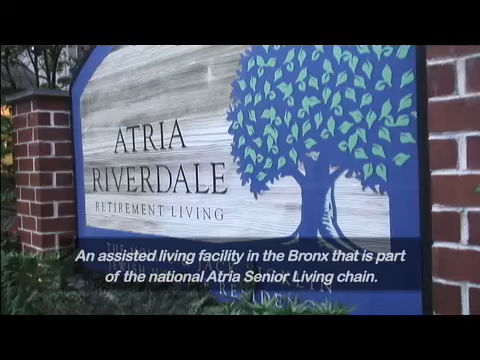 ATRIA
RIVERDALE
RETIREMENT LIVING
An assisted living facility in the Bronx that is part
of the national Atria Senior Living chain.
RESIDENCE